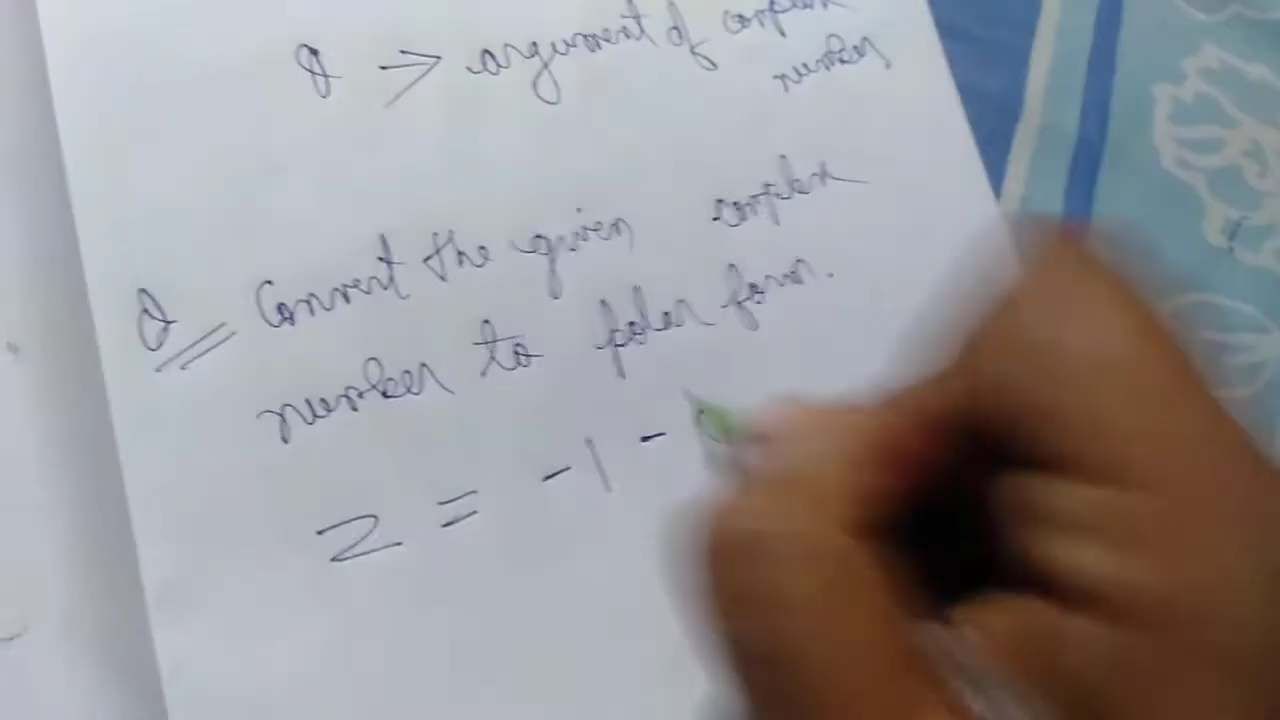 θ → argument of complex
number
Q Convert the given complex
number to polar form.
Z = -1 -